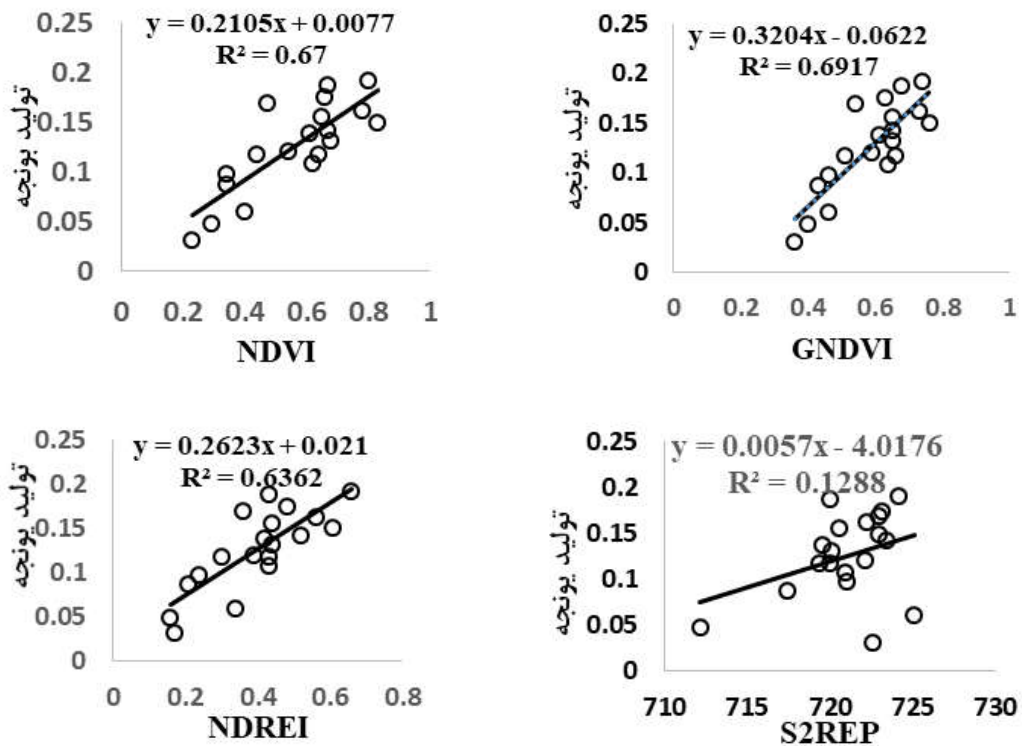 y = 0.2105x + 0.0077
R² = 0.67
0.25
0.2
0.15
0.1
0.05
0
تولید یونجه
0 0.2 0.4 0.6 0.8 1
NDVI
y = 0.3204x - 0.0622
R² = 0.6917
0.25
0.2
0.15
0.1
0.05
0
تولید یونجه
0 0.2 0.4 0.6 0.8 1
GNDVI
y = 0.2623x + 0.021
R² = 0.6362
0.25
0.2
0.15
0.1
0.05
0
تولید یونجه
0 0.2 0.4 0.6 0.8
NDREI
y = 0.0057x - 4.0176
R² = 0.1288
0.25
0.2
0.15
0.1
0.05
0
تولید یونجه
710 715 720 725 730
S2REP